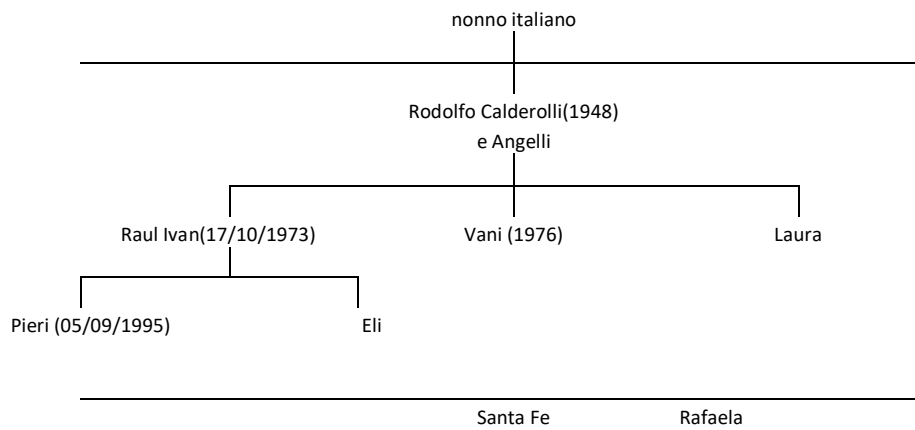 nonno italiano
Rodolfo Calderolli(1948)
e Angelli
Raul Ivan(17/10/1973)
Vani (1976)
Laura
Pieri (05/09/1995)
Eli
Santa Fe
Rafaela